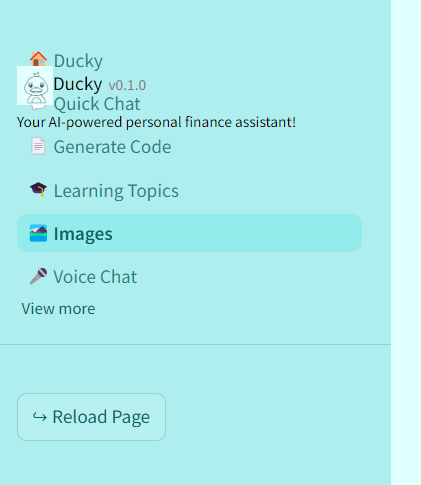 Ducky
Ducky v0.1.0
Quick Chat
Your AI-powered personal finance assistant!
Generate Code
Learning Topics
Images
Voice Chat
View more
↪ Reload Page